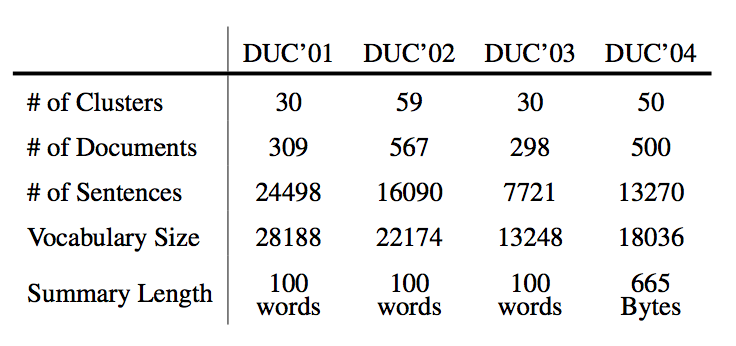 DUC’01 DUC’02 DUC’03 DUC’04
# of Clusters 30 59 30 50
# of Documents 309 567 298 500
# of Sentences 24498 16090 7721 13270
Vocabulary Size 28188 22174 13248 18036
Summary Length 100 words 100 words 100 words 665 Bytes